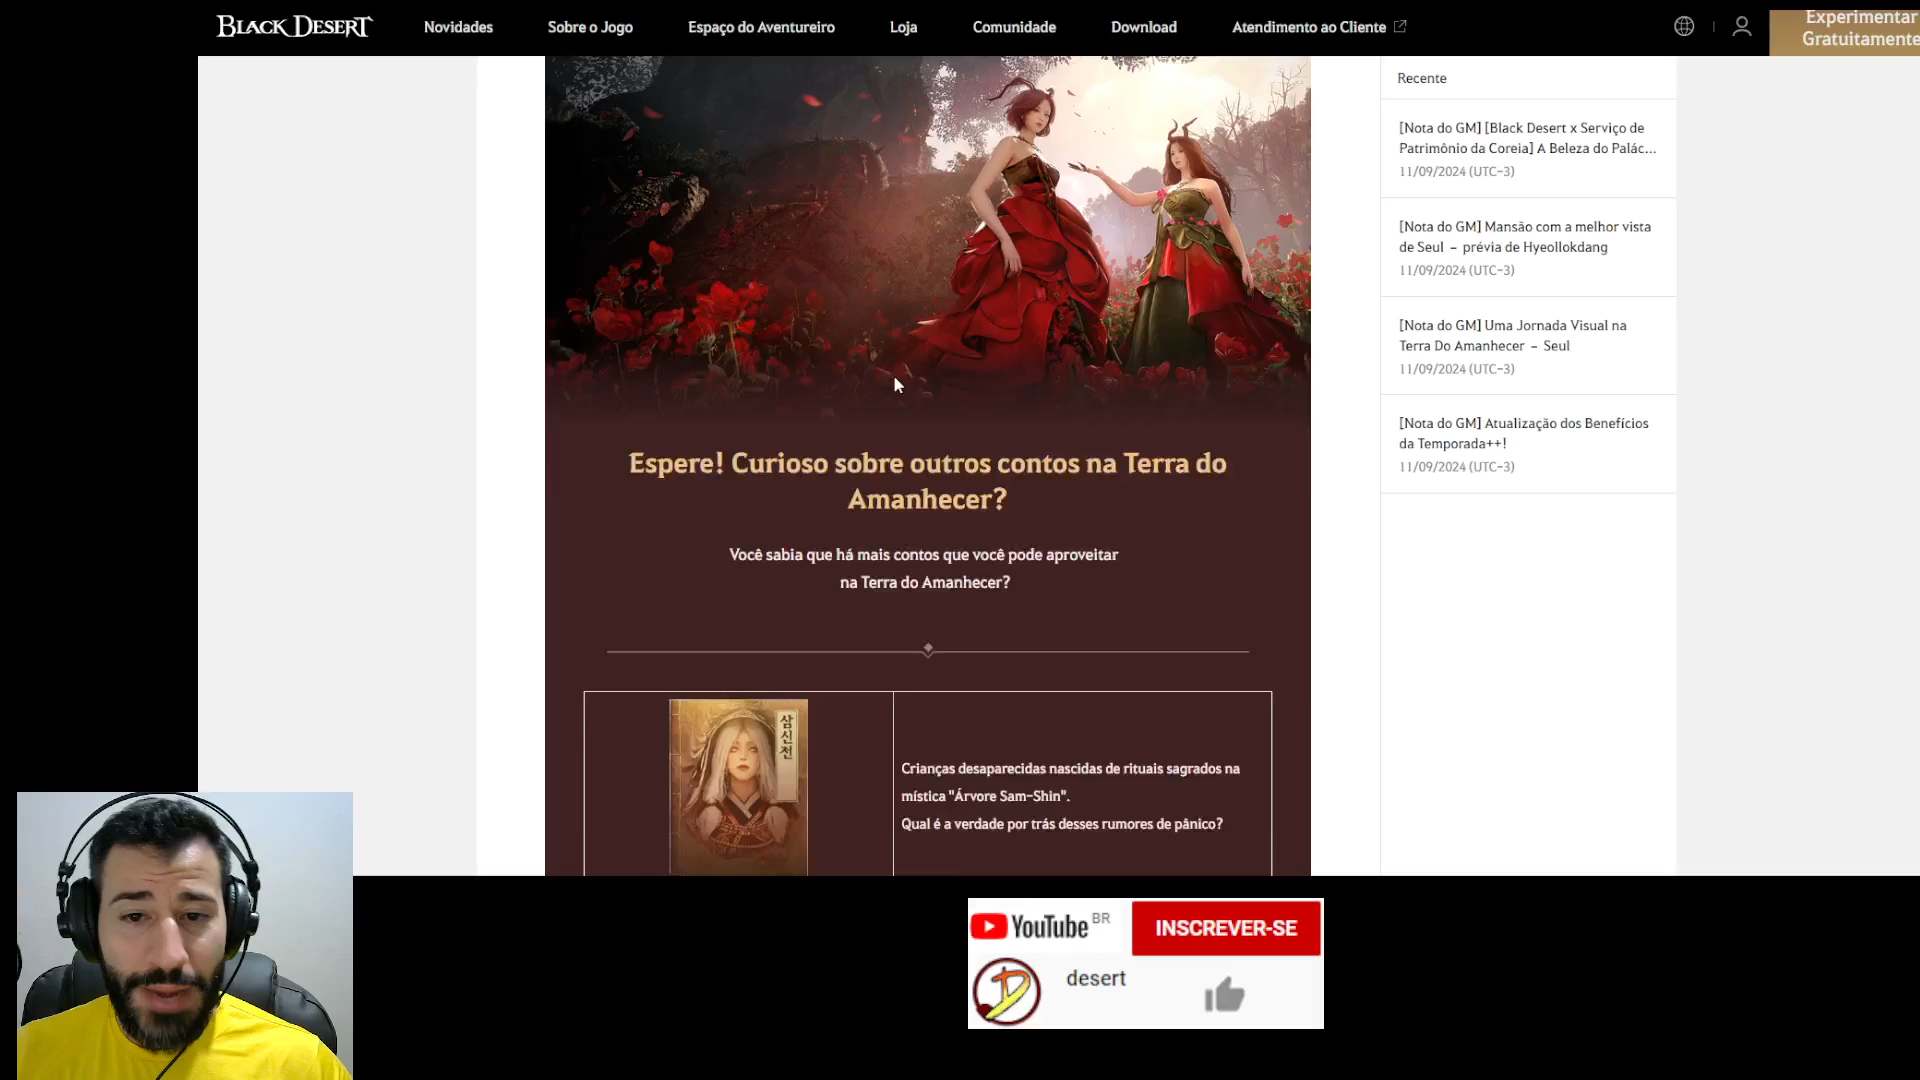 BLACK DESERT
Novidades
Sobre o Jogo
Espaço do Aventureiro
Loja
Comunidade
Download
Atendimento ao Cliente
Experimentar
Gratuitamente
Recente
[Nota do GM] [Black Desert x Serviço de
Patrimônio da Coreia] A Beleza do Palác...
11/09/2024 (UTC-3)
[Nota do GM] Mansão com a melhor vista
de Seul – prévia de Hyeollokdang
11/09/2024 (UTC-3)
[Nota do GM] Uma Jornada Visual na
Terra Do Amanhecer – Seul
11/09/2024 (UTC-3)
[Nota do GM] Atualização dos Benefícios
da Temporada++!
11/09/2024 (UTC-3)
Espere! Curioso sobre outros contos na Terra do
Amanhecer?
Você sabia que há mais contos que você pode aproveitar
na Terra do Amanhecer?
삼신전
Crianças desaparecidas nascidas de rituais sagrados na
mística "Árvore Sam-Shin".
Qual é a verdade por trás desses rumores de pânico?
YouTube BR
INSCREVER-SE
desert